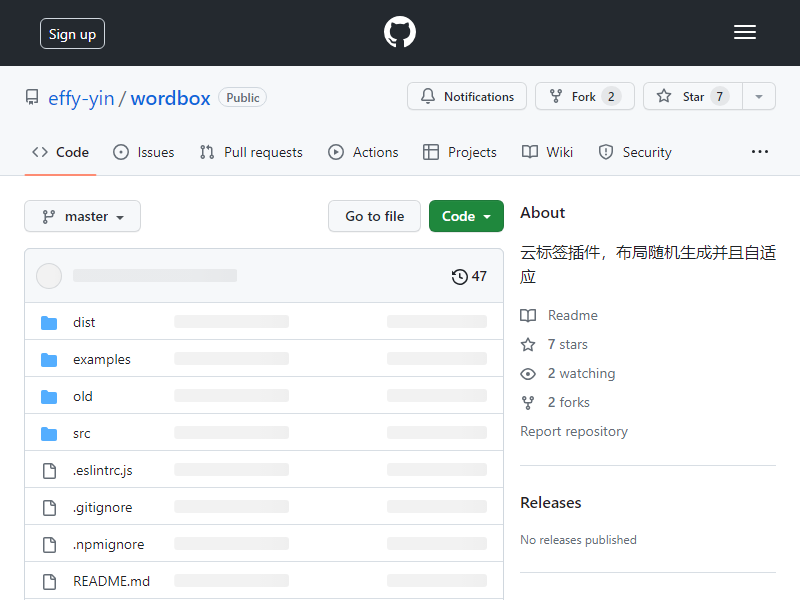 Sign up
effy-yin / wordbox Public
Notifications Fork 2 Star 7
Code Issues Pull requests Actions Projects Wiki Security
master Go to file Code
47
dist
examples
old
src
.eslintrc.js
.gitignore
.npmignore
README.md
About
云标签插件，布局随机生成并且自适
应
Readme
7 stars
2 watching
2 forks
Report repository
Releases
No releases published